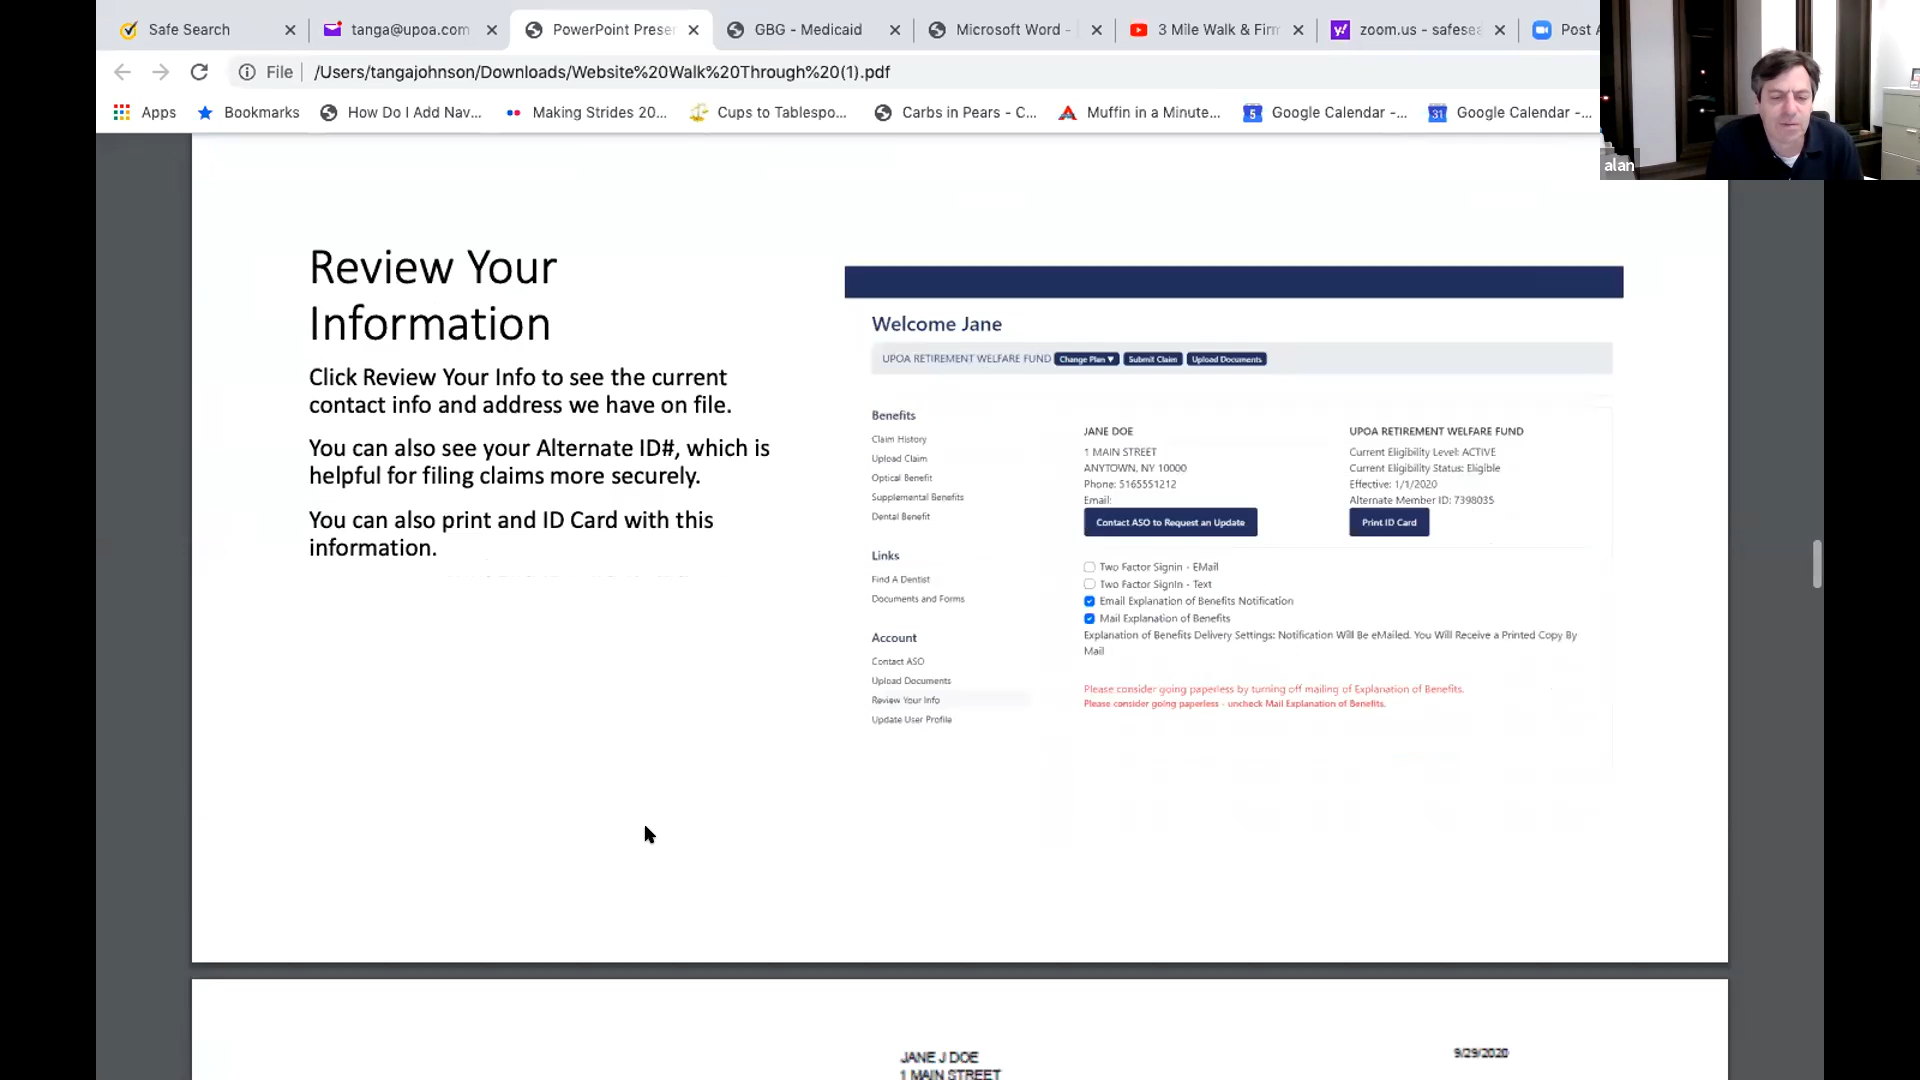 Safe Search
tanga@upoa.com
PowerPoint Preser
GBG - Medicaid
Microsoft Word -
3 Mile Walk & Firm
zoom.us - safesea
Post A
File
/Users/tangajohnson/Downloads/Website%20Walk%20Through%20(1).pdf
Apps
Bookmarks
How Do I Add Nav...
Making Strides 20...
Cups to Tablespo...
Carbs in Pears - C...
Muffin in a Minute...
5
Google Calendar -...
31
Google Calendar -...
alan
Review Your
Information
Click Review Your Info to see the current
contact info and address we have on file.
You can also see your Alternate ID#, which is
helpful for filing claims more securely.
You can also print and ID Card with this
information.
Welcome Jane
UPOA RETIREMENT WELFARE FUND
Change Plan ▼
Submit Claim
Upload Documents
Benefits
Claim History
Upload Claim
Optical Benefit
Supplemental Benefits
Dental Benefit
Links
Find A Dentist
Documents and Forms
Account
Contact ASO
Upload Documents
Review Your Info
Update User Profile
JANE DOE
1 MAIN STREET
ANYTOWN, NY 10000
Phone: 5165551212
Email:
Contact ASO to Request an Update
UPOA RETIREMENT WELFARE FUND
Current Eligibility Level: ACTIVE
Current Eligibility Status: Eligible
Effective: 1/1/2020
Alternate Member ID: 7398035
Print ID Card
Two Factor Signin - EMail
Two Factor SignIn - Text
Email Explanation of Benefits Notification
Mail Explanation of Benefits
Explanation of Benefits Delivery Settings: Notification Will Be eMailed. You Will Receive a Printed Copy By
Mail
Please consider going paperless by turning off mailing of Explanation of Benefits.
Please consider going paperless - uncheck Mail Explanation of Benefits.
JANE J DOE
9/29/2020
1 MAIN STREET